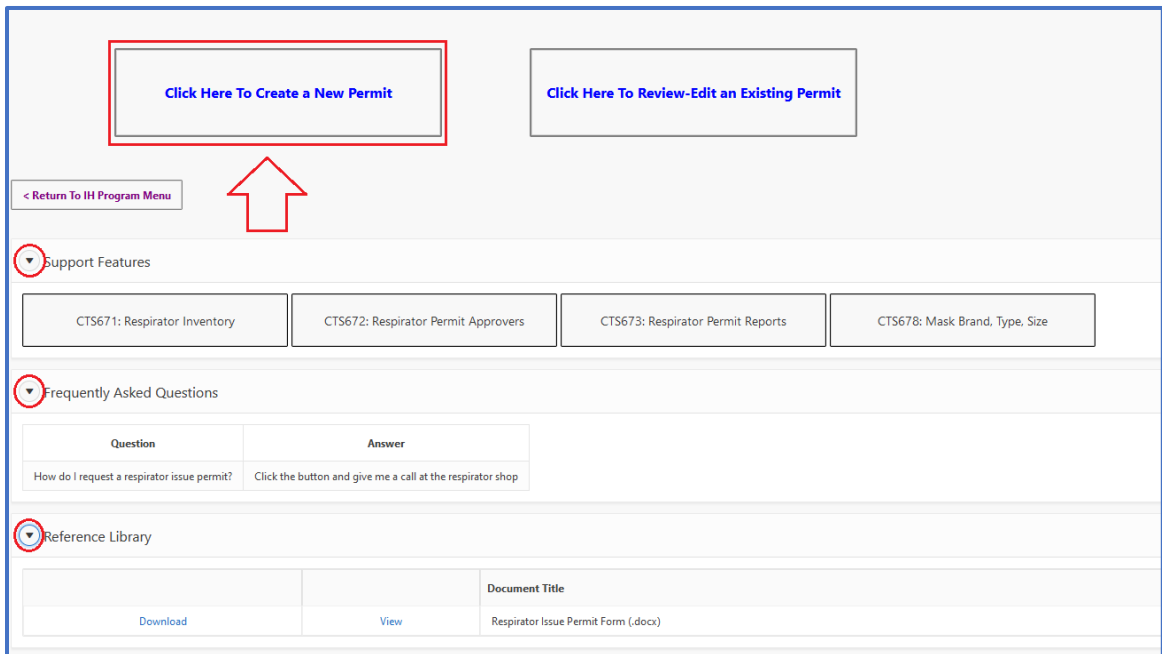 Click Here To Create a New Permit
Click Here To Review-Edit an Existing Permit
< Return To IH Program Menu
Support Features
CTS671: Respirator Inventory
CTS672: Respirator Permit Approvers
CTS673: Respirator Permit Reports
CTS678: Mask Brand, Type, Size
Frequently Asked Questions
Question
Answer
How do I request a respirator issue permit?
Click the button and give me a call at the respirator shop
Reference Library
Document Title
Download
View
Respirator Issue Permit Form (.docx)